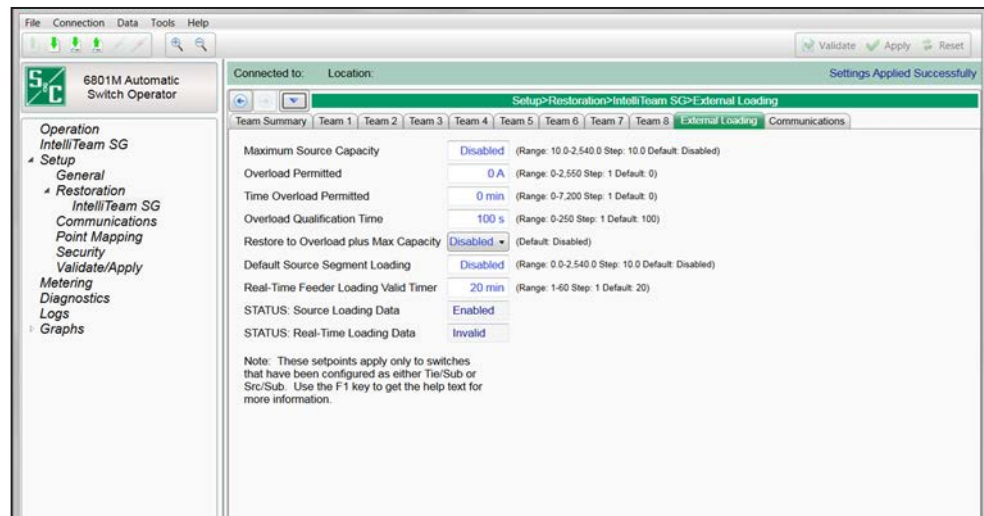 File Connection Data Tools Help
Validate Apply Reset
S&C
6801M Automatic
Switch Operator
Connected to: Location: Settings Applied Successfully
Setup>Restoration>IntelliTeam SG>External Loading
Team Summary Team 1 Team 2 Team 3 Team 4 Team 5 Team 6 Team 7 Team 8 External Loading Communications
Operation
IntelliTeam SG
Setup
General
Restoration
IntelliTeam SG
Communications
Point Mapping
Security
Validate/Apply
Metering
Diagnostics
Logs
Graphs
Maximum Source Capacity Disabled (Range: 10.0-2,540.0 Step: 10.0 Default: Disabled)
Overload Permitted 0 A (Range: 0-2,550 Step: 1 Default: 0)
Time Overload Permitted 0 min (Range: 0-7,200 Step: 1 Default: 0)
Overload Qualification Time 100 s (Range: 0-250 Step: 1 Default: 100)
Restore to Overload plus Max Capacity Disabled (Default: Disabled)
Default Source Segment Loading Disabled (Range: 0.0-2,540.0 Step: 10.0 Default: Disabled)
Real-Time Feeder Loading Valid Timer 20 min (Range: 1-60 Step: 1 Default: 20)
STATUS: Source Loading Data Enabled
STATUS: Real-Time Loading Data Invalid
Note: These setpoints apply only to switches
that have been configured as either Tie/Sub or
Src/Sub. Use the F1 key to get the help text for
more information.